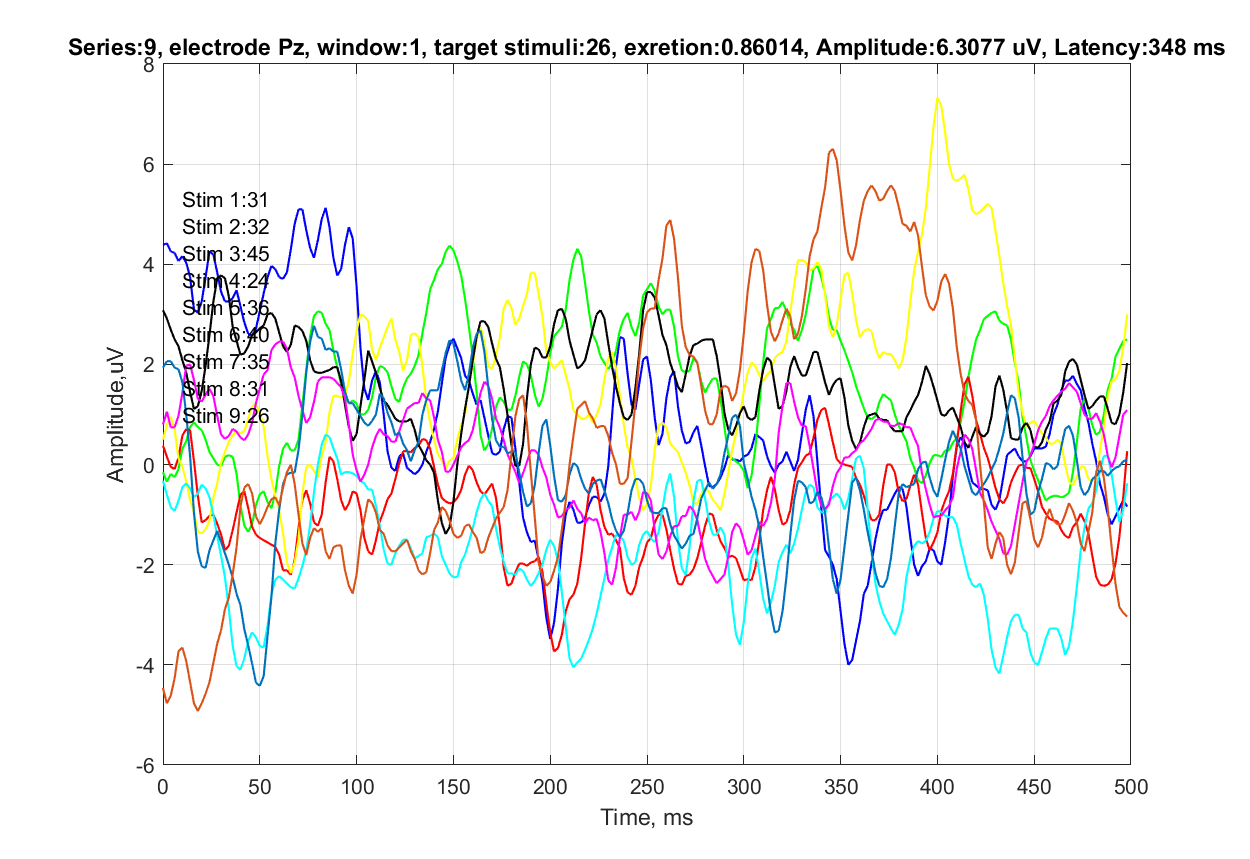 Series:9, electrode Pz, window:1, target stimuli:26, exretion:0.86014, Amplitude:6.3077 uV, Latency:348 ms
8
6
4
2
0
-2
-4
-6
Amplitude,uV
Stim 1:31
Stim 2:32
Stim 3:45
Stim 4:24
Stim 5:36
Stim 6:40
Stim 7:35
Stim 8:31
Stim 9:26
0 50 100 150 200 250 300 350 400 450 500
Time, ms